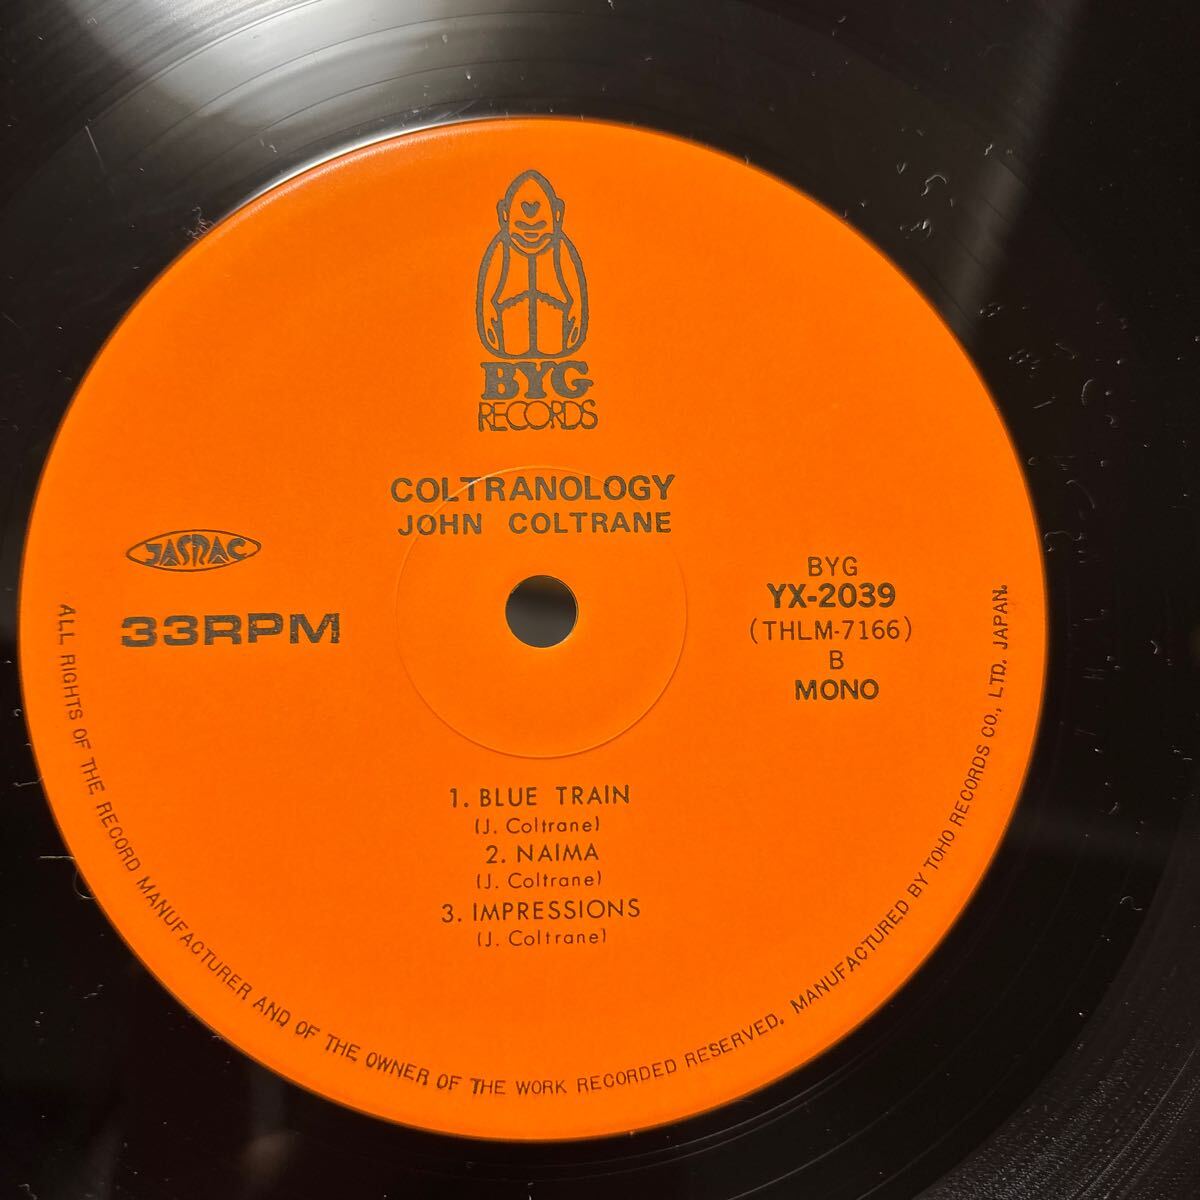 BYG
RECORDS
COLTRANOLOGY
JOHN COLTRANE
JASRAC
33RPM
BYG
YX-2039
(THLM-7166)
B
MONO
1. BLUE TRAIN
(J. Coltrane)
2. NAIMA
(J. Coltrane)
3. IMPRESSIONS
(J. Coltrane)
ALL RIGHTS OF THE RECORD MANUFACTURER AND OF THE OWNER OF THE WORK RECORDED RESERVED. MANUFACTURED BY TOHO RECORDS CO., LTD. JAPAN.